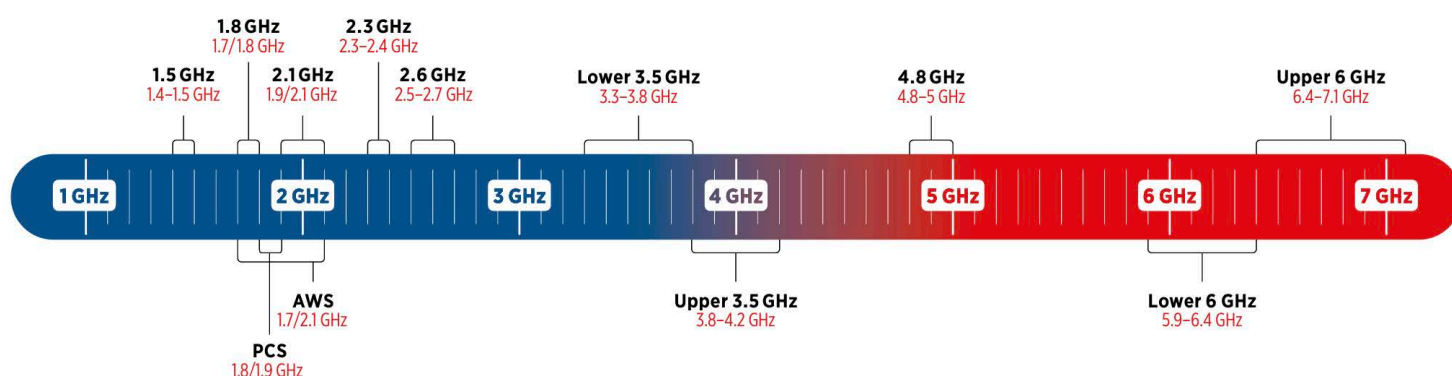 1.8 GHz
1.7/1.8 GHz
2.3 GHz
2.3–2.4 GHz
1.5 GHz
1.4–1.5 GHz
2.1 GHz
1.9/2.1 GHz
2.6 GHz
2.5–2.7 GHz
Lower 3.5 GHz
3.3–3.8 GHz
4.8 GHz
4.8–5 GHz
Upper 6 GHz
6.4–7.1 GHz
1 GHz
2 GHz
3 GHz
4 GHz
5 GHz
6 GHz
7 GHz
AWS
1.7/2.1 GHz
Upper 3.5 GHz
3.8–4.2 GHz
Lower 6 GHz
5.9–6.4 GHz
PCS
1.8/1.9 GHz